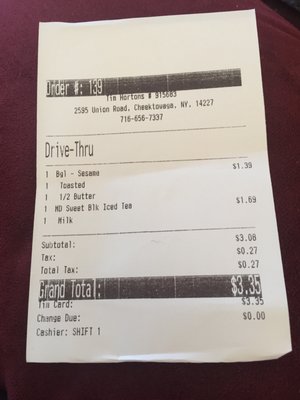 Order #: 139
Tim Hortons # 915683
2595 Union Road, Cheektowaga, NY, 14227
716-656-7337
Drive-Thru
1 Bgl - Sesame $1.39
1 Toasted
1 1/2 Butter
1 MD Sweet Blk Iced Tea $1.69
1 Milk
Subtotal: $3.08
Tax: $0.27
Total Tax: $0.27
Grand Total: $3.35
Tim Card: $3.35
Change Due: $0.00
Cashier: SHIFT 1